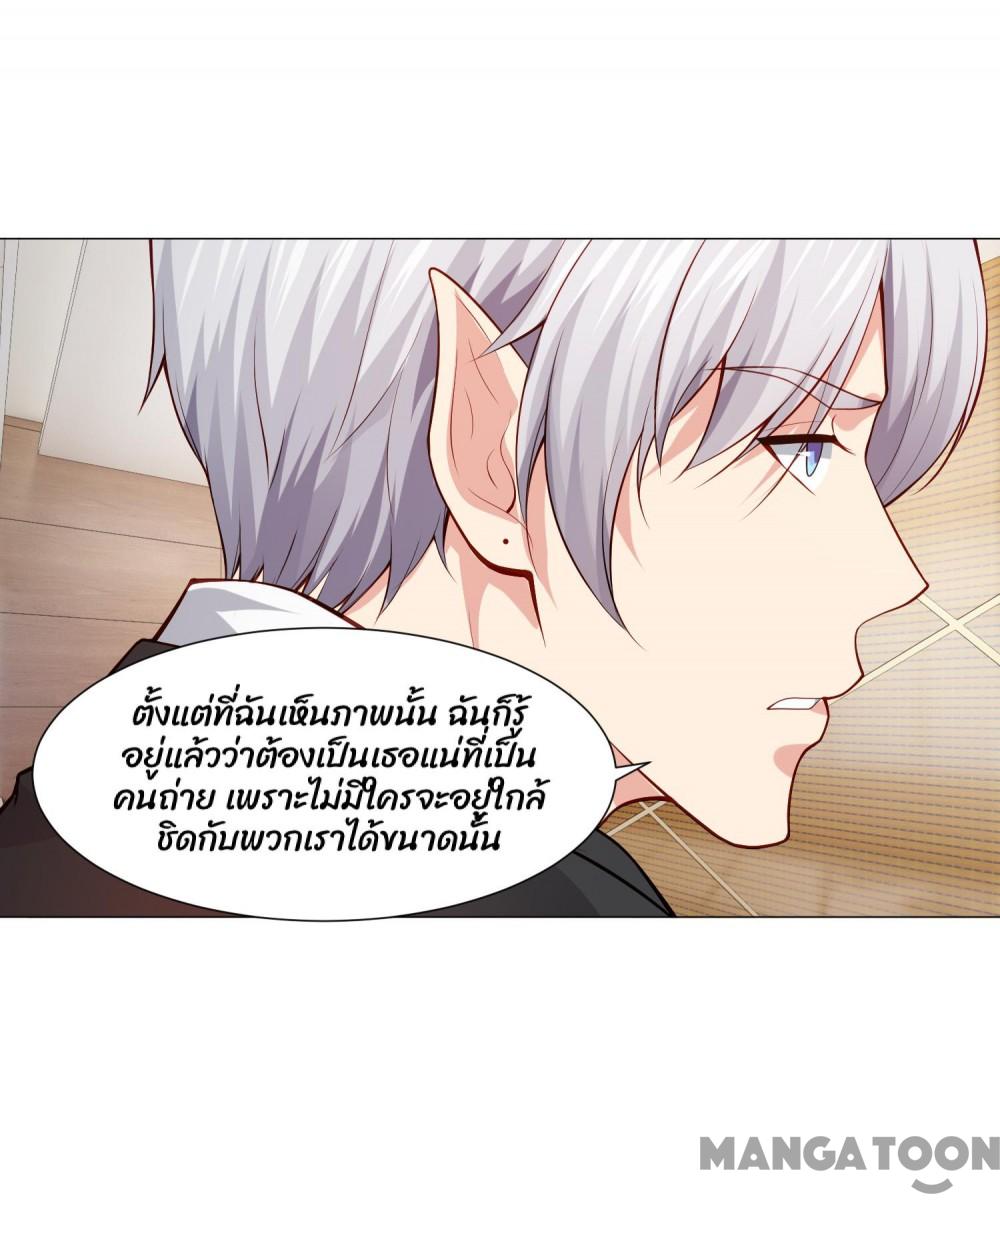 ตั้งแต่ที่ฉันเห็นภาพนั้น ฉันก็รู้
อยู่แล้วว่าต้องเป็นเธอแน่ที่เป็น
คนถ่าย เพราะไม่มีใครจะอยู่ใกล้
ชิดกับพวกเราได้ขนาดนั้น
MANGATOON